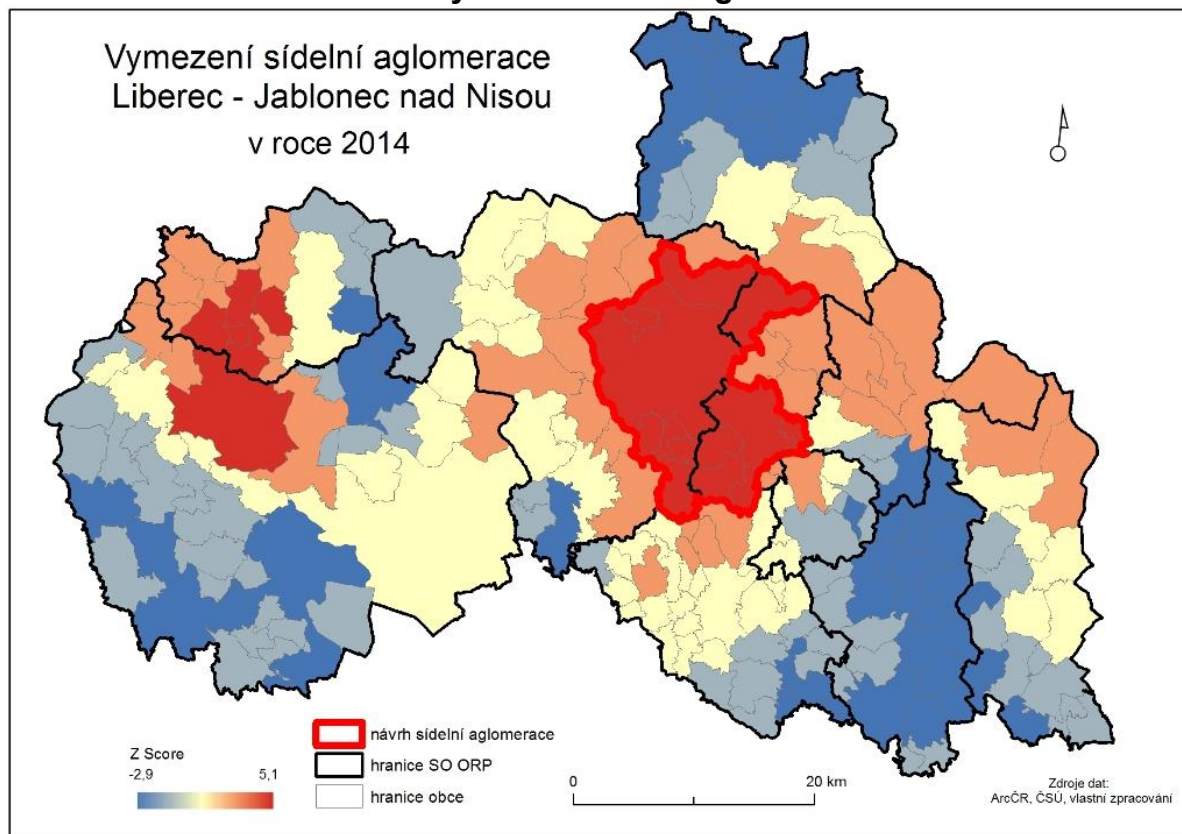 Vymezení sídelní aglomerace
Liberec - Jablonec nad Nisou
v roce 2014
návrh sídelní aglomerace
Z Score
-2,9 5,1
hranice SO ORP
hranice obce
0 20 km
Zdroje dat:
ArcČR, ČSÚ, vlastní zpracování